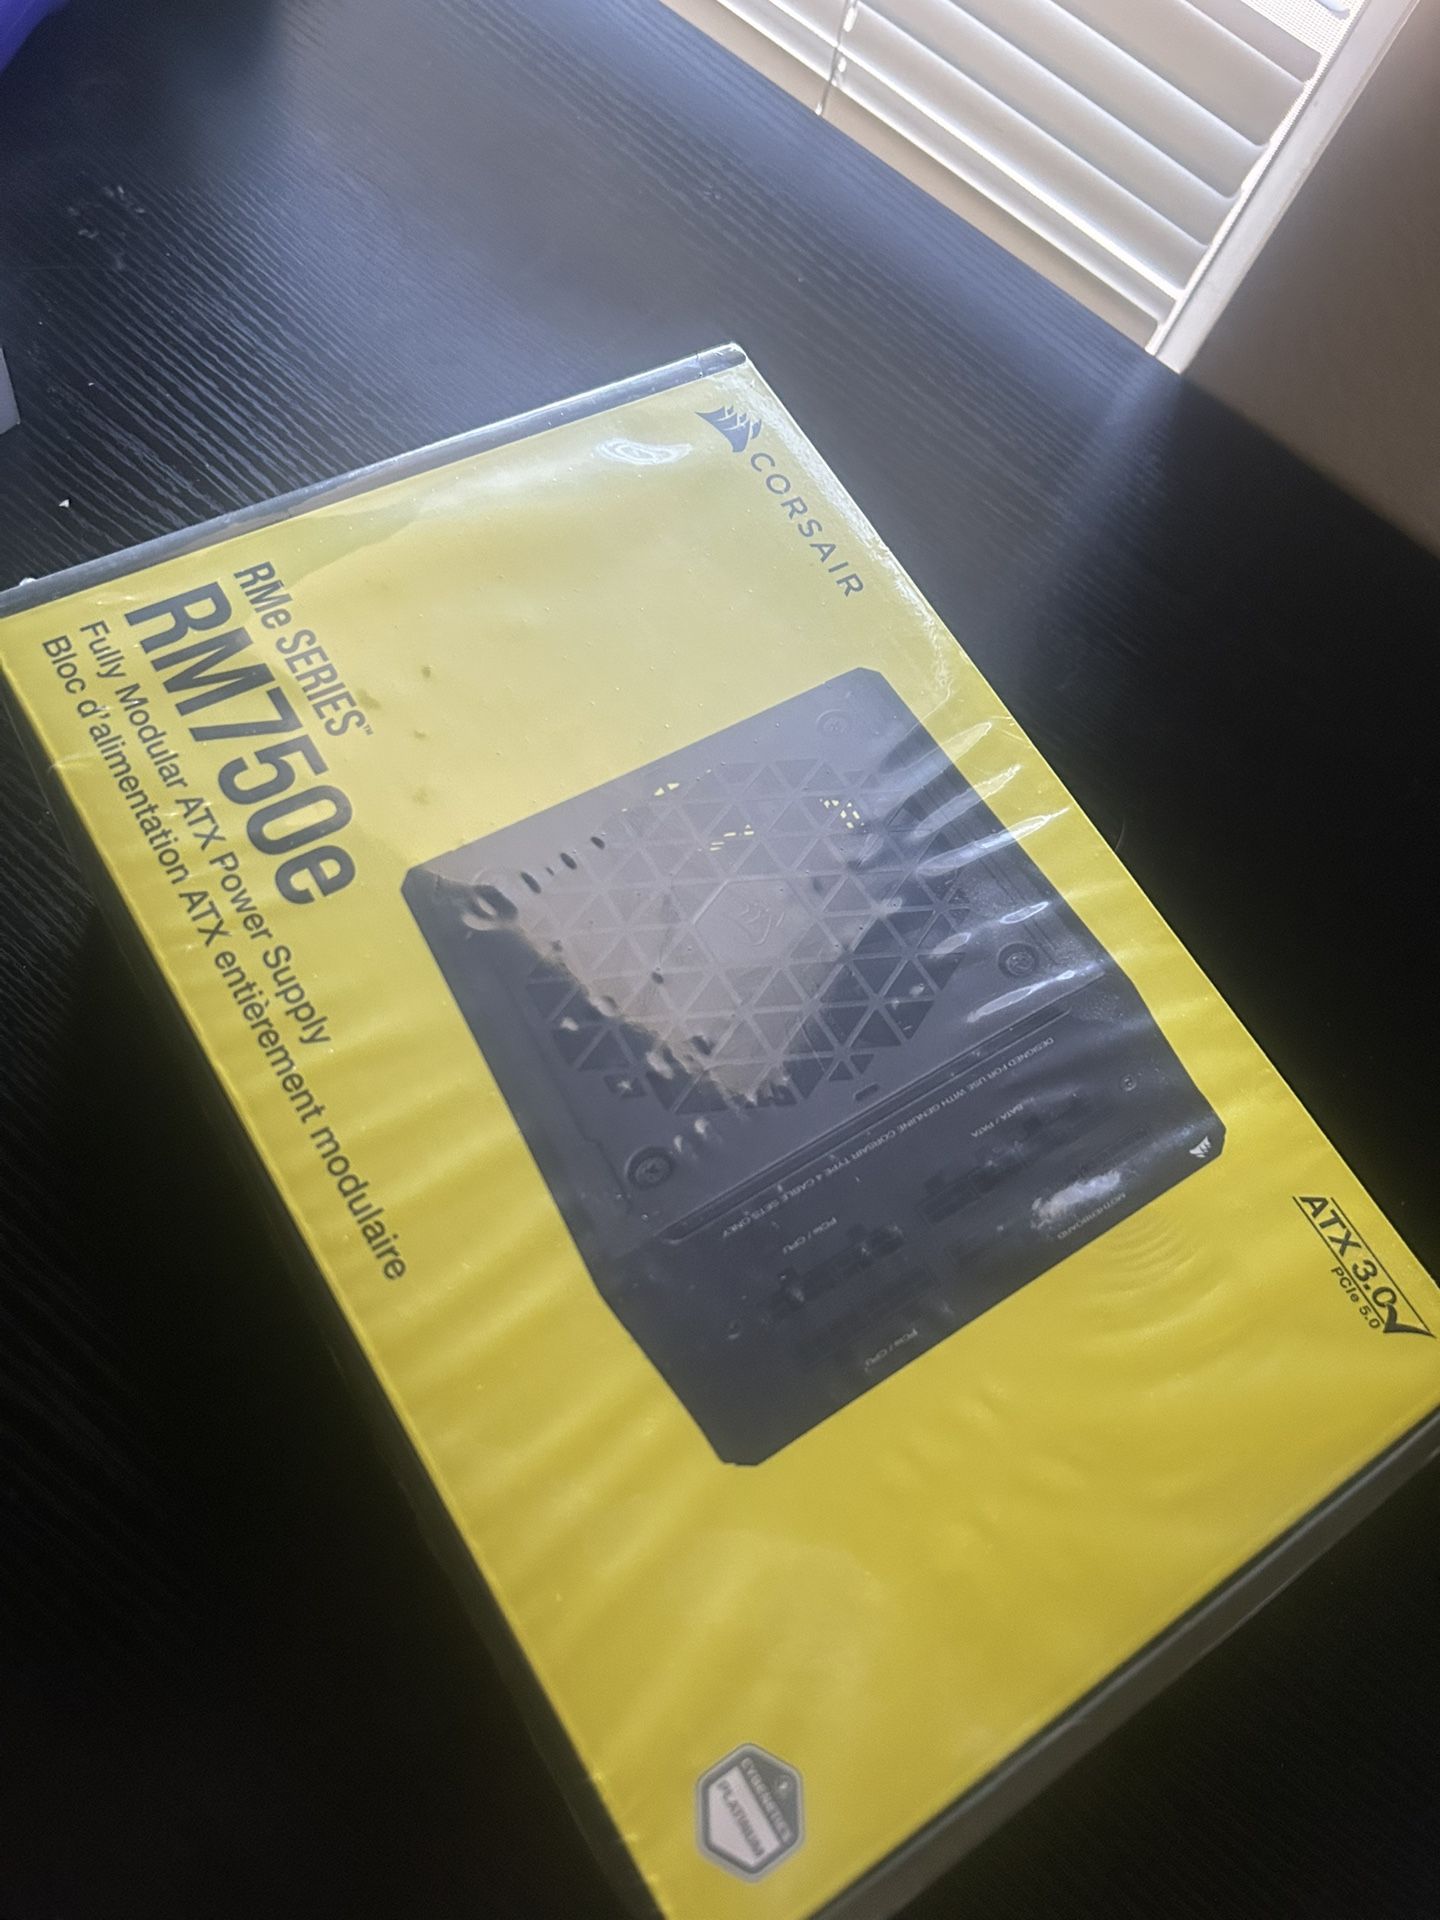 CORSAIR
RMe SERIES™
RM750e
Fully Modular ATX Power Supply
Bloc d'alimentation ATX entièrement modulaire
DESIGNED FOR USE WITH GENUINE CORSAIR TYPE 4 CABLE SETS ONLY
SATA / PATA
MOTHERBOARD
PCIe / CPU
PCIe / CPU
ATX 3.0
PCIe 5.0
CYBENETICS
PLATINUM